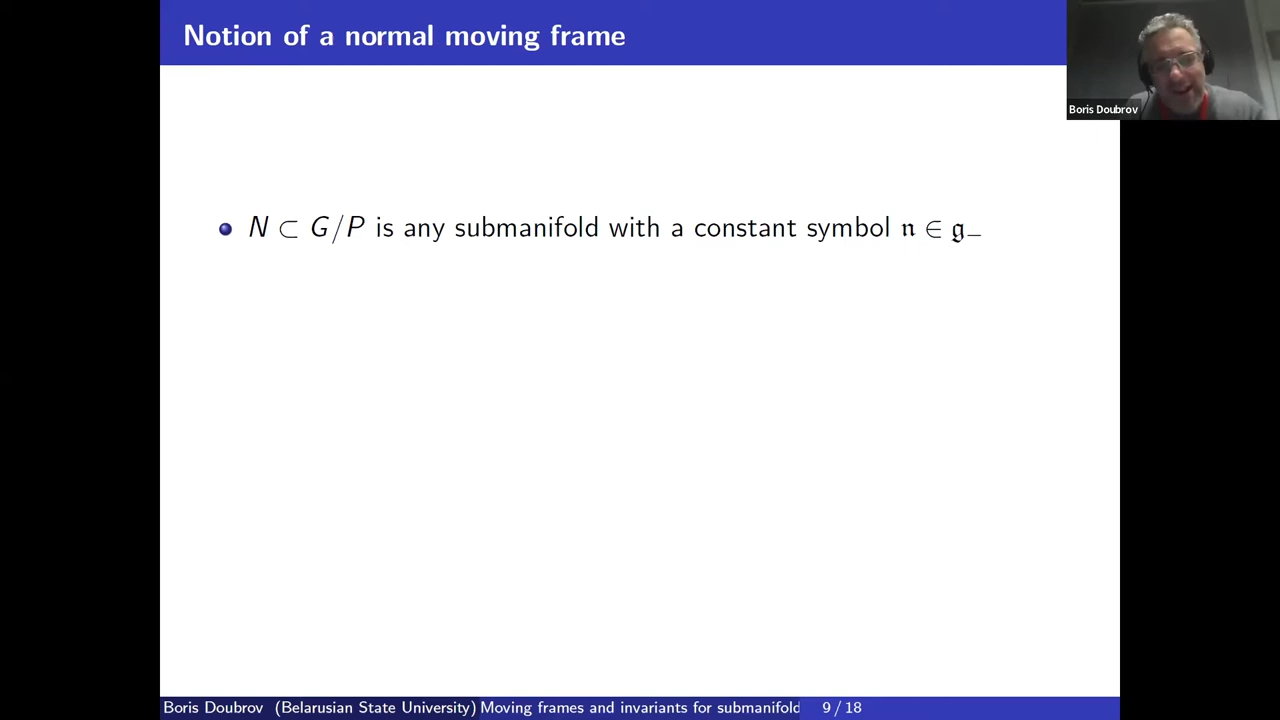 Notion of a normal moving frame
Boris Doubrov
N ⊂ G/P is any submanifold with a constant symbol 𝔫 ∈ 𝔤₋
Boris Doubrov (Belarusian State University) Moving frames and invariants for submanifold 9 / 18